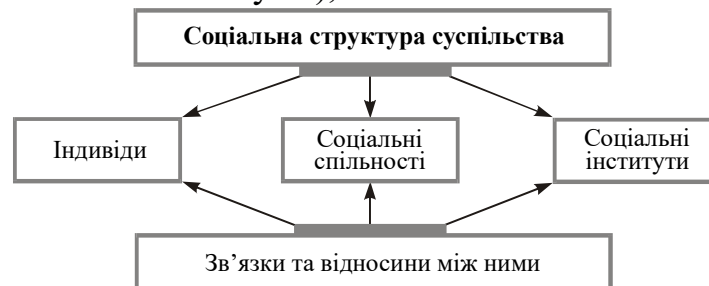 Соціальна структура суспільства
Індивіди
Соціальні
спільності
Соціальні
інститути
Зв’язки та відносини між ними